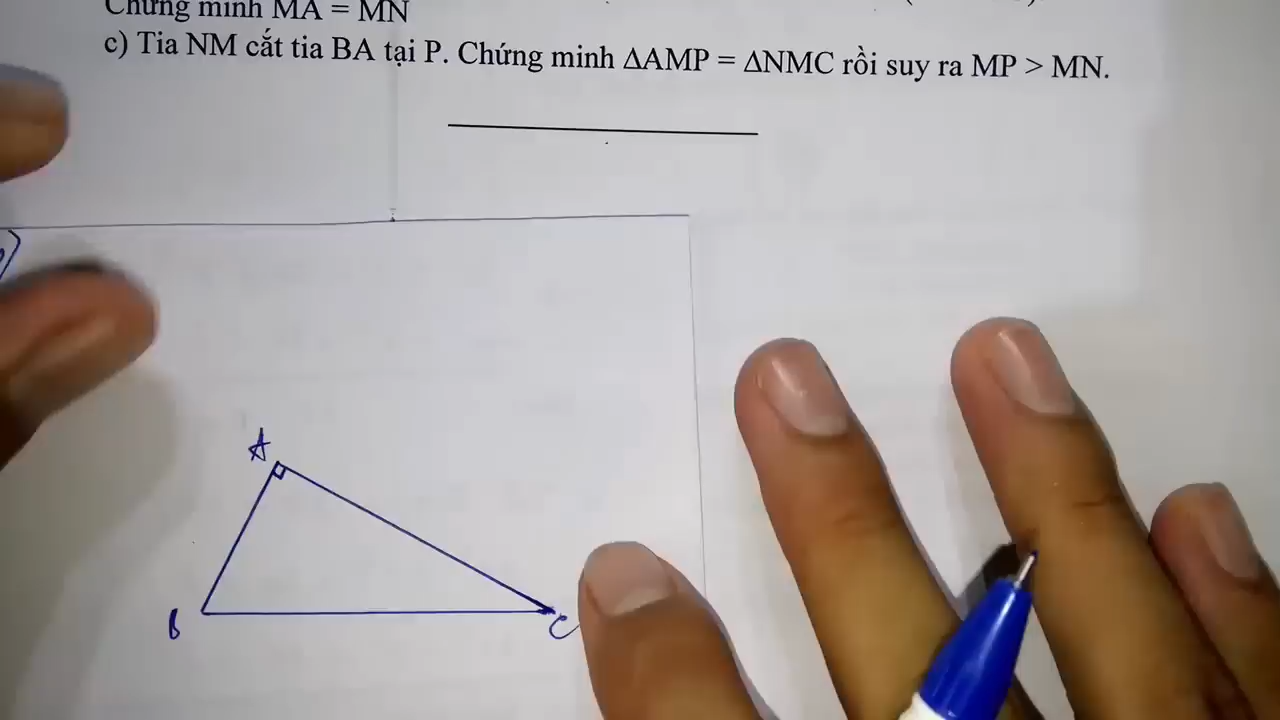 Chứng minh MA = MN
c) Tia NM cắt tia BA tại P. Chứng minh ΔAMP = ΔNMC rồi suy ra MP > MN.
A
B
C